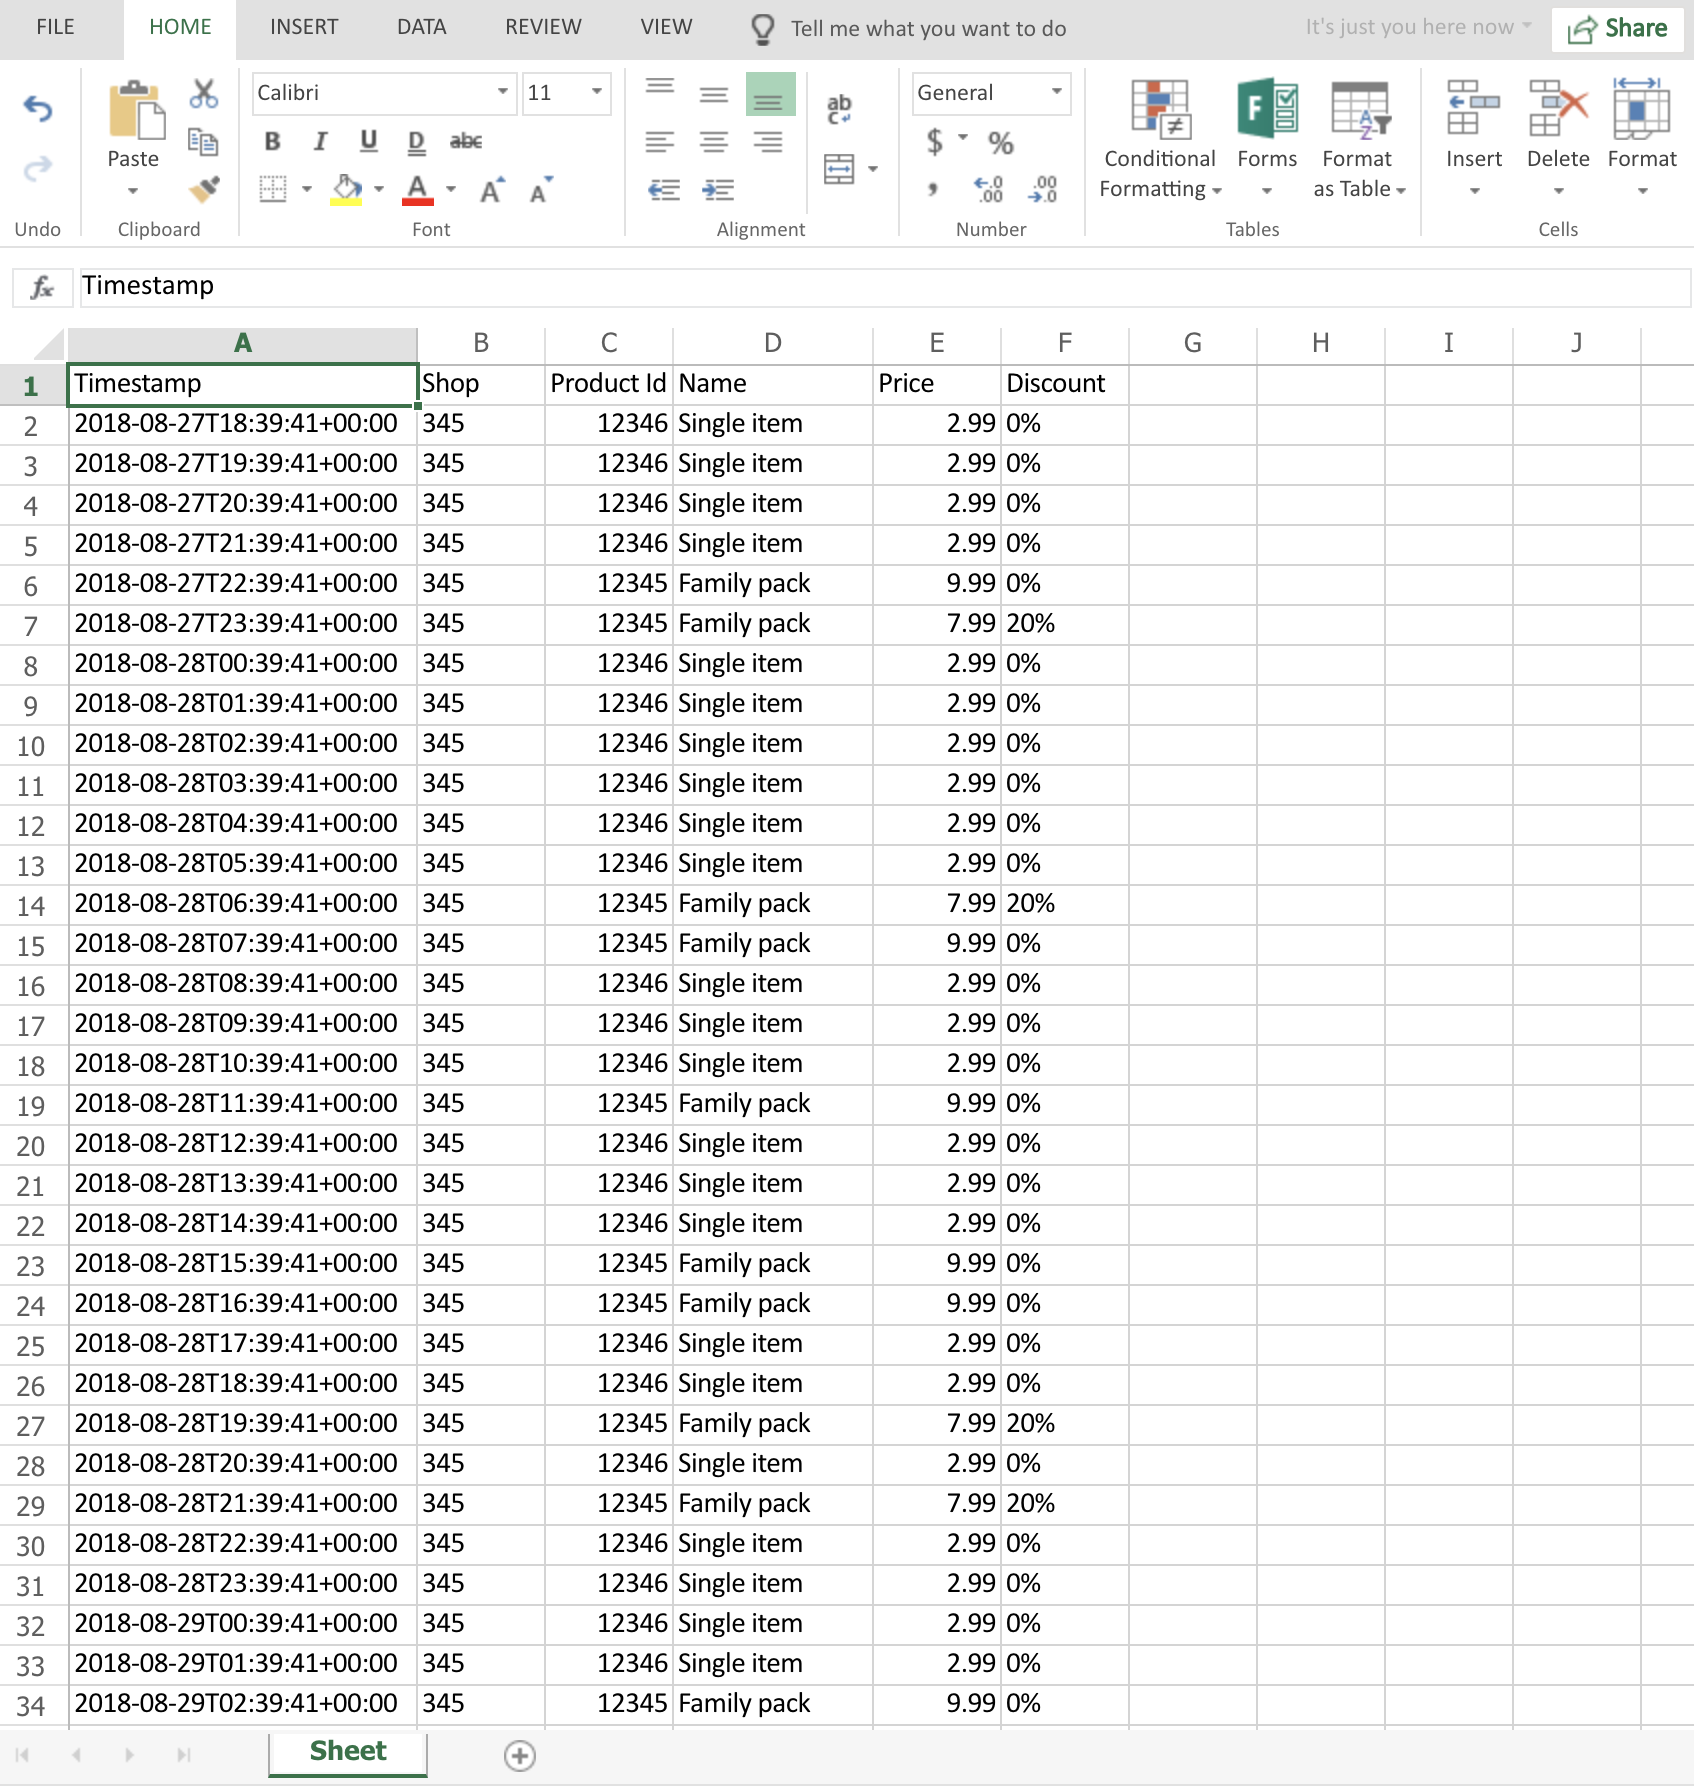 FILE HOME INSERT DATA REVIEW VIEW Tell me what you want to do It's just you here now Share
Calibri 11 ab c General
B I U D abc $ % Conditional Formatting Forms Format as Table Insert Delete Format
Paste A A A , .0 .00 .00 .0
Undo Clipboard Font Alignment Number Tables Cells
fx Timestamp
A B C D E F G H I J
1 Timestamp Shop Product Id Name Price Discount
2 2018-08-27T18:39:41+00:00 345 12346 Single item 2.99 0%
3 2018-08-27T19:39:41+00:00 345 12346 Single item 2.99 0%
4 2018-08-27T20:39:41+00:00 345 12346 Single item 2.99 0%
5 2018-08-27T21:39:41+00:00 345 12346 Single item 2.99 0%
6 2018-08-27T22:39:41+00:00 345 12345 Family pack 9.99 0%
7 2018-08-27T23:39:41+00:00 345 12345 Family pack 7.99 20%
8 2018-08-28T00:39:41+00:00 345 12346 Single item 2.99 0%
9 2018-08-28T01:39:41+00:00 345 12346 Single item 2.99 0%
10 2018-08-28T02:39:41+00:00 345 12346 Single item 2.99 0%
11 2018-08-28T03:39:41+00:00 345 12346 Single item 2.99 0%
12 2018-08-28T04:39:41+00:00 345 12346 Single item 2.99 0%
13 2018-08-28T05:39:41+00:00 345 12346 Single item 2.99 0%
14 2018-08-28T06:39:41+00:00 345 12345 Family pack 7.99 20%
15 2018-08-28T07:39:41+00:00 345 12345 Family pack 9.99 0%
16 2018-08-28T08:39:41+00:00 345 12346 Single item 2.99 0%
17 2018-08-28T09:39:41+00:00 345 12346 Single item 2.99 0%
18 2018-08-28T10:39:41+00:00 345 12346 Single item 2.99 0%
19 2018-08-28T11:39:41+00:00 345 12345 Family pack 9.99 0%
20 2018-08-28T12:39:41+00:00 345 12346 Single item 2.99 0%
21 2018-08-28T13:39:41+00:00 345 12346 Single item 2.99 0%
22 2018-08-28T14:39:41+00:00 345 12346 Single item 2.99 0%
23 2018-08-28T15:39:41+00:00 345 12345 Family pack 9.99 0%
24 2018-08-28T16:39:41+00:00 345 12345 Family pack 9.99 0%
25 2018-08-28T17:39:41+00:00 345 12346 Single item 2.99 0%
26 2018-08-28T18:39:41+00:00 345 12346 Single item 2.99 0%
27 2018-08-28T19:39:41+00:00 345 12345 Family pack 7.99 20%
28 2018-08-28T20:39:41+00:00 345 12346 Single item 2.99 0%
29 2018-08-28T21:39:41+00:00 345 12345 Family pack 7.99 20%
30 2018-08-28T22:39:41+00:00 345 12346 Single item 2.99 0%
31 2018-08-28T23:39:41+00:00 345 12346 Single item 2.99 0%
32 2018-08-29T00:39:41+00:00 345 12346 Single item 2.99 0%
33 2018-08-29T01:39:41+00:00 345 12346 Single item 2.99 0%
34 2018-08-29T02:39:41+00:00 345 12345 Family pack 9.99 0%
Sheet